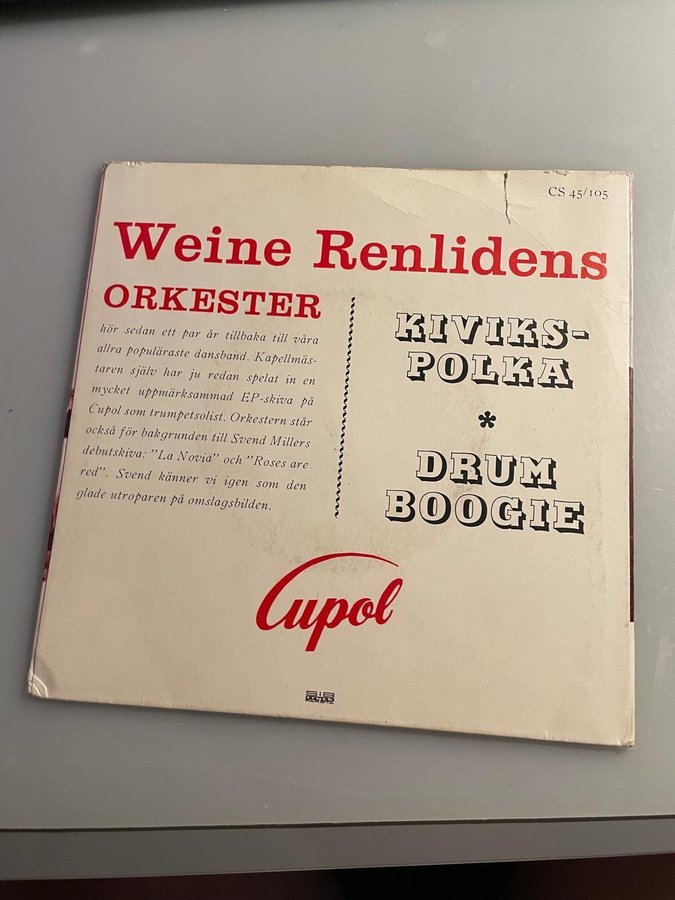 CS 45/105
Weine Renlidens
ORKESTER
hör sedan ett par år tillbaka till våra
allra populäraste dansband. Kapellmäs-
taren själv har ju redan spelat in en
mycket uppmärksammad EP-skiva på
Cupol som trumpetsolist. Orkestern står
också för bakgrunden till Svend Millers
debutskiva: "La Novia" och "Roses are
red". Svend känner vi igen som den
glade utroparen på omslagsbilden.
KIVIKS-
POLKA
*
DRUM
BOOGIE
Cupol